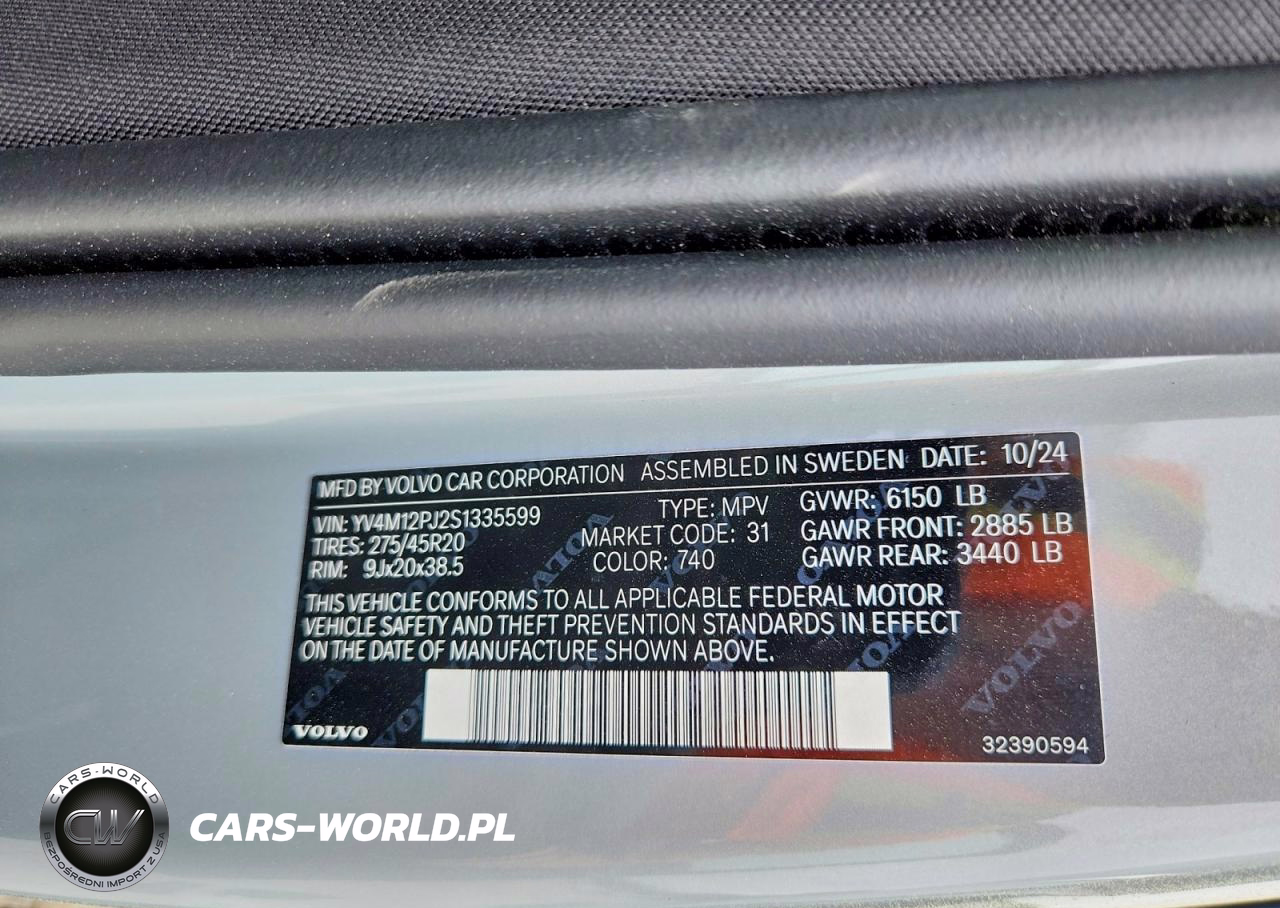 MFD BY VOLVO CAR CORPORATION ASSEMBLED IN SWEDEN DATE: 10/24
VIN: YV4M12PJ2S1335599 TYPE: MPV GVWR: 6150 LB
TIRES: 275/45R20 MARKET CODE: 31 GAWR FRONT: 2885 LB
RIM: 9Jx20x38.5 COLOR: 740 GAWR REAR: 3440 LB
THIS VEHICLE CONFORMS TO ALL APPLICABLE FEDERAL MOTOR
VEHICLE SAFETY AND THEFT PREVENTION STANDARDS IN EFFECT
ON THE DATE OF MANUFACTURE SHOWN ABOVE.
VOLVO
VOLVO
32390594
CARS-WORLD
CW
BEZPOŚREDNI IMPORT Z USA
CARS-WORLD.PL